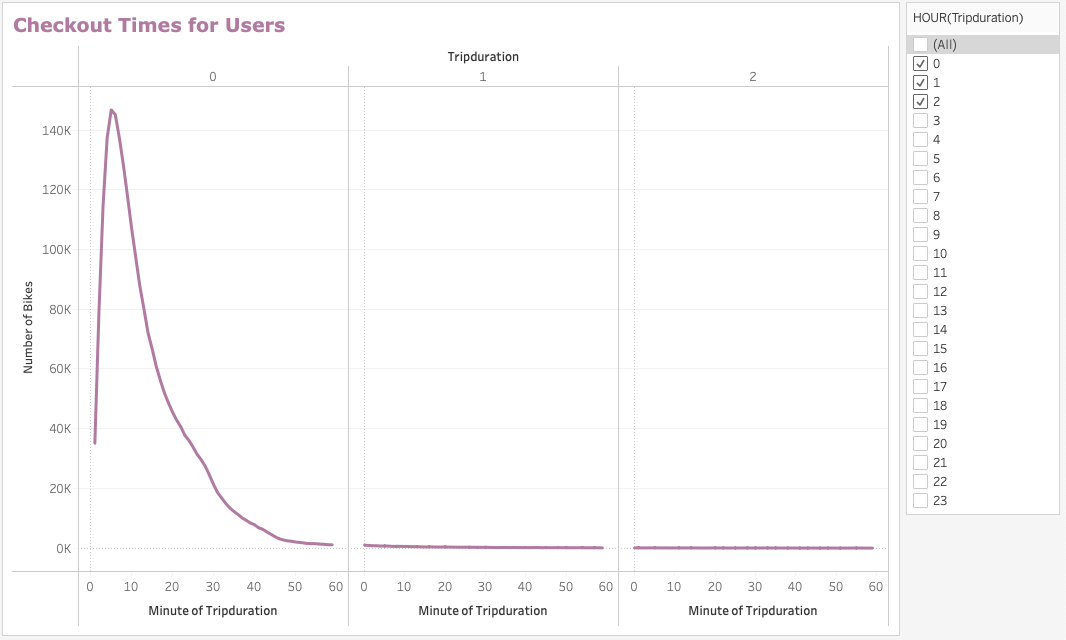 Checkout Times for Users
Tripduration
0 1 2
140K
120K
100K
80K
60K
40K
20K
0K
Number of Bikes
0 10 20 30 40 50 60 0 10 20 30 40 50 60 0 10 20 30 40 50 60
Minute of Tripduration Minute of Tripduration Minute of Tripduration
HOUR(Tripduration)
(All)
0
1
2
3
4
5
6
7
8
9
10
11
12
13
14
15
16
17
18
19
20
21
22
23